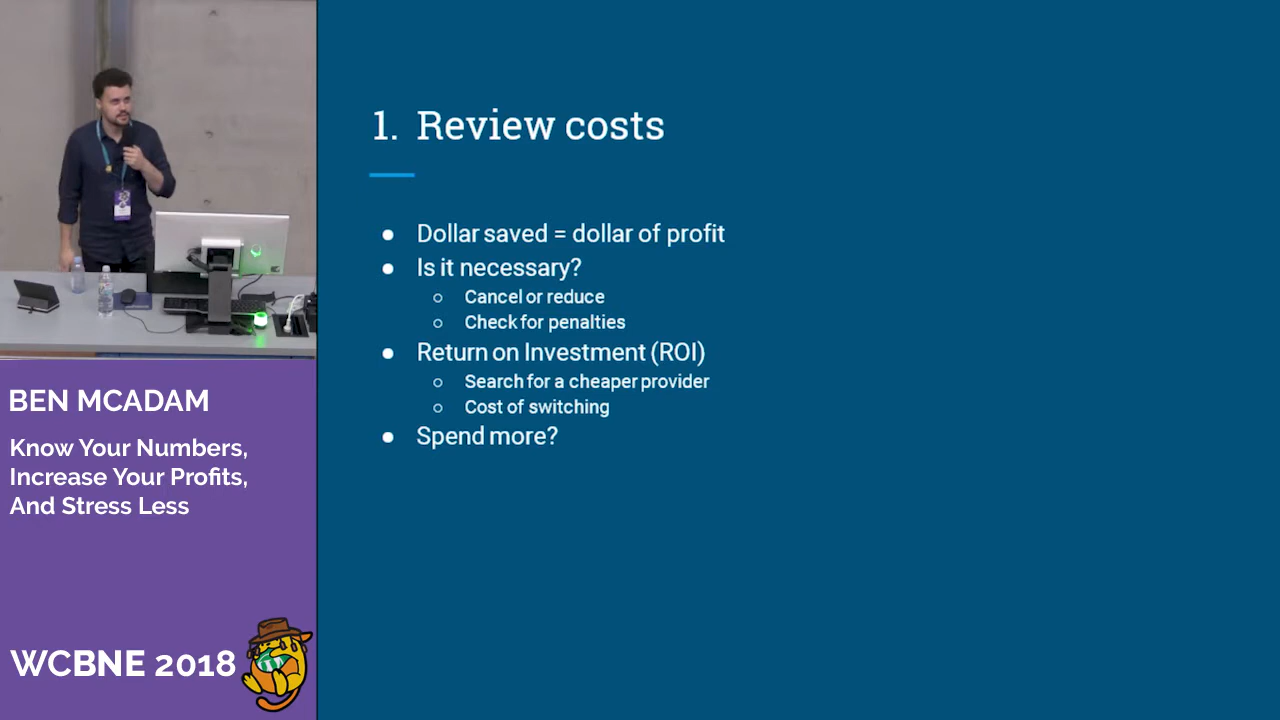 1. Review costs
Dollar saved = dollar of profit
Is it necessary?
Cancel or reduce
Check for penalties
Return on Investment (ROI)
Search for a cheaper provider
Cost of switching
Spend more?
BEN MCADAM
Know Your Numbers,
Increase Your Profits,
And Stress Less
WCBNE 2018